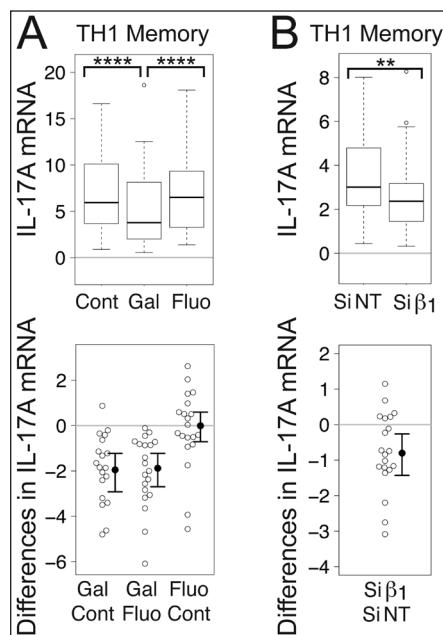 A
TH1 Memory
IL-17A mRNA
20
15
10
5
0
**** ****
Cont Gal Fluo
Differences in IL-17A mRNA
2
0
−2
−4
−6
Gal Gal Fluo
Cont Fluo Cont
B
TH1 Memory
IL-17A mRNA
8
6
4
2
0
**
SiNT Siβ1
Differences in IL-17A mRNA
2
1
0
−1
−2
−3
−4
Siβ1
SiNT